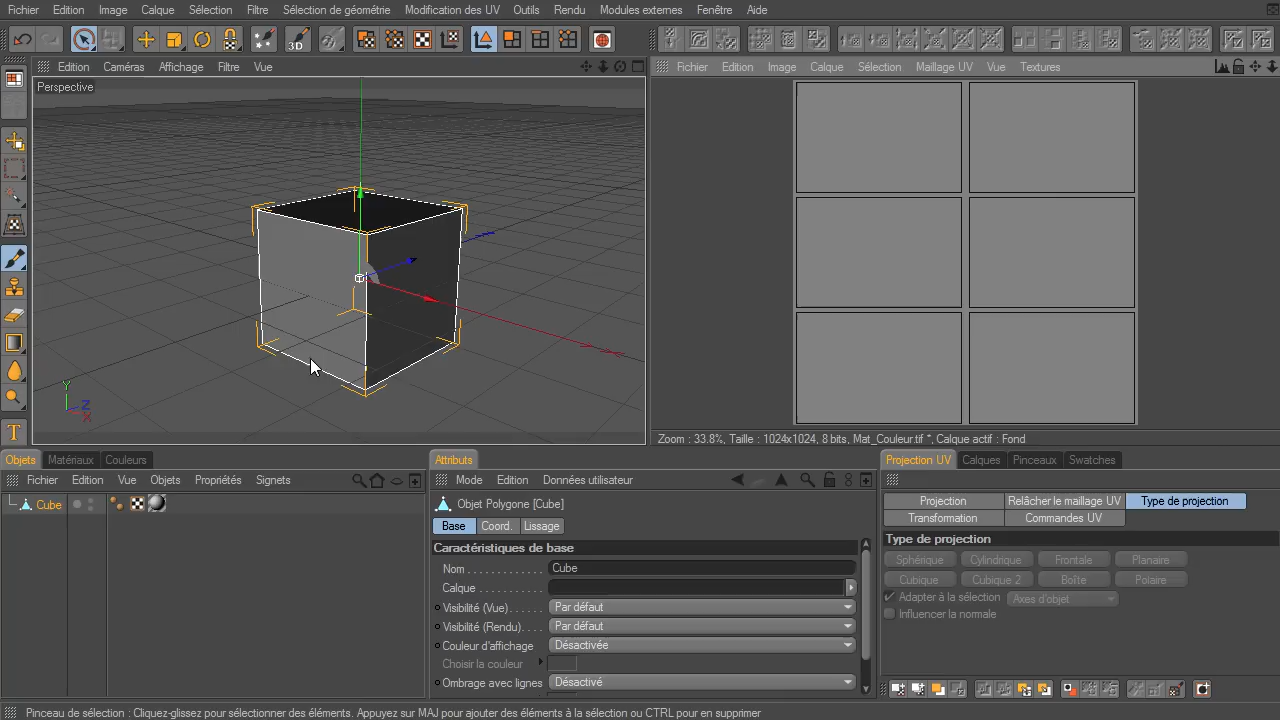 Fichier Edition Image Calque Sélection Filtre Sélection de géométrie Modification des UV Outils Rendu Modules externes Fenêtre Aide
3D
Edition Caméras Affichage Filtre Vue
Fichier Edition Image Calque Sélection Maillage UV Vue Textures
Perspective
Y
Z
X
T
Zoom : 33.8%, Taille : 1024x1024, 8 bits, Mat_Couleur.tif *, Calque actif : Fond
Objets Matériaux Couleurs
Fichier Edition Vue Objets Propriétés Signets
Cube
Attributs
Mode Edition Données utilisateur
Objet Polygone [Cube]
Base Coord. Lissage
Caractéristiques de base
Nom . . . . . . . . . . . . Cube
Calque . . . . . . . . . . .
Visibilité (Vue) . . . . . . Par défaut
Visibilité (Rendu) . . . . Par défaut
Couleur d'affichage Désactivée
Choisir la couleur
Ombrage avec lignes Désactivé
Projection UV Calques Pinceaux Swatches
Projection Relâcher le maillage UV Type de projection
Transformation Commandes UV
Type de projection
Sphérique Cylindrique Frontale Planaire
Cubique Cubique 2 Boîte Polaire
Adapter à la sélection Axes d'objet
Influencer la normale
Pinceau de sélection : Cliquez-glissez pour sélectionner des éléments. Appuyez sur MAJ pour ajouter des éléments à la sélection ou CTRL pour en supprimer